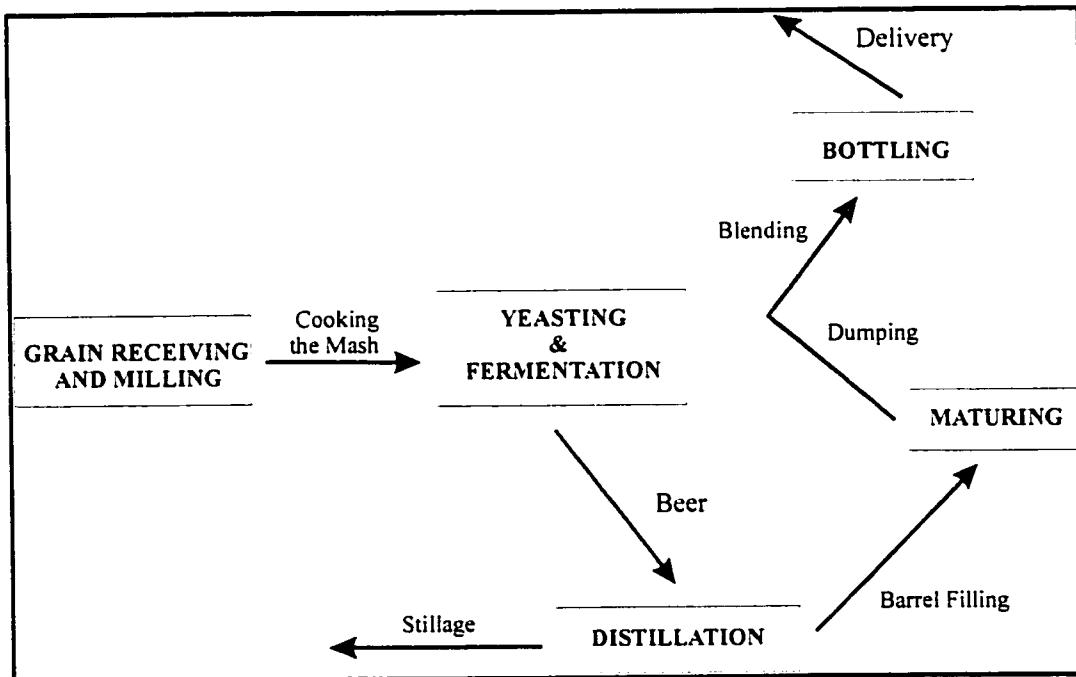 Delivery
BOTTLING
Blending
Dumping
Cooking
the Mash
YEASTING
&
FERMENTATION
GRAIN RECEIVING
AND MILLING
MATURING
Beer
Barrel Filling
Stillage
DISTILLATION